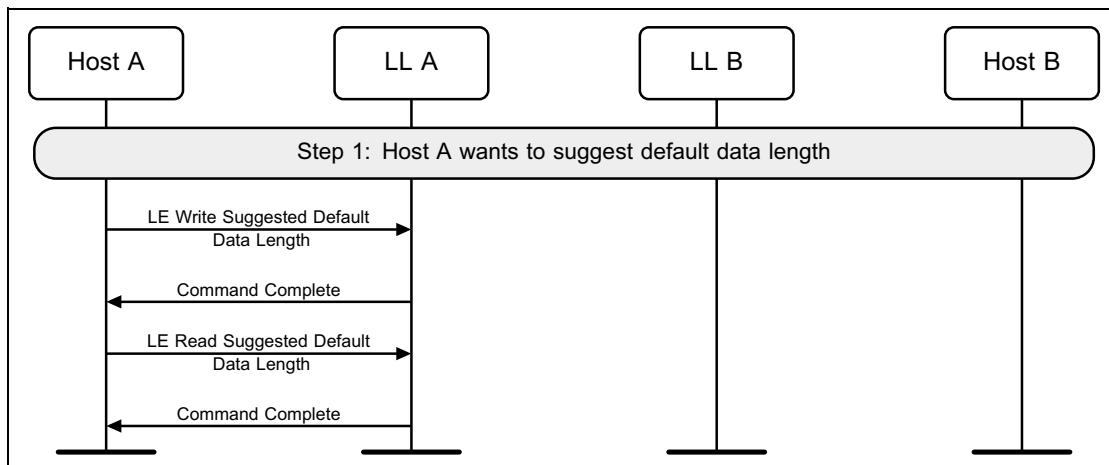 Host A
LL A
LL B
Host B
Step 1: Host A wants to suggest default data length
LE Write Suggested Default
Data Length
Command Complete
LE Read Suggested Default
Data Length
Command Complete